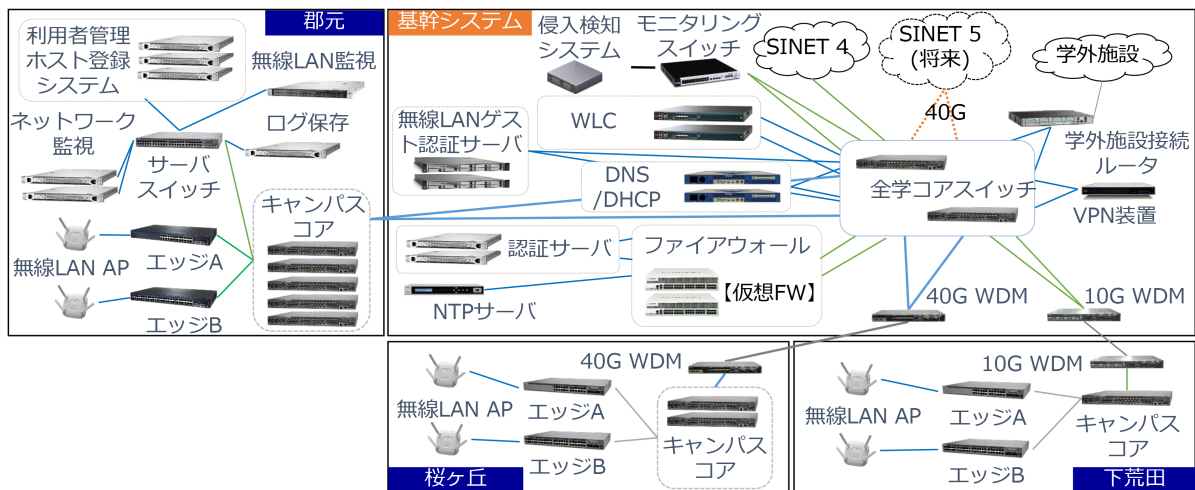 郡元
利用者管理
ホスト登録
システム
無線LAN監視
ネットワーク
監視
ログ保存
サーバ
スイッチ
キャンパス
コア
無線LAN AP
エッジA
エッジB
基幹システム
侵入検知
システム
モニタリング
スイッチ
SINET 4
SINET 5
(将来)
学外施設
40G
WLC
無線LANゲス
ト認証サーバ
DNS
/DHCP
全学コアスイッチ
学外施設接続
ルータ
VPN装置
認証サーバ
ファイアウォール
【仮想FW】
NTPサーバ
40G WDM
10G WDM
40G WDM
無線LAN AP
エッジA
エッジB
キャンパス
コア
桜ヶ丘
10G WDM
無線LAN AP
エッジA
エッジB
キャンパス
コア
下荒田